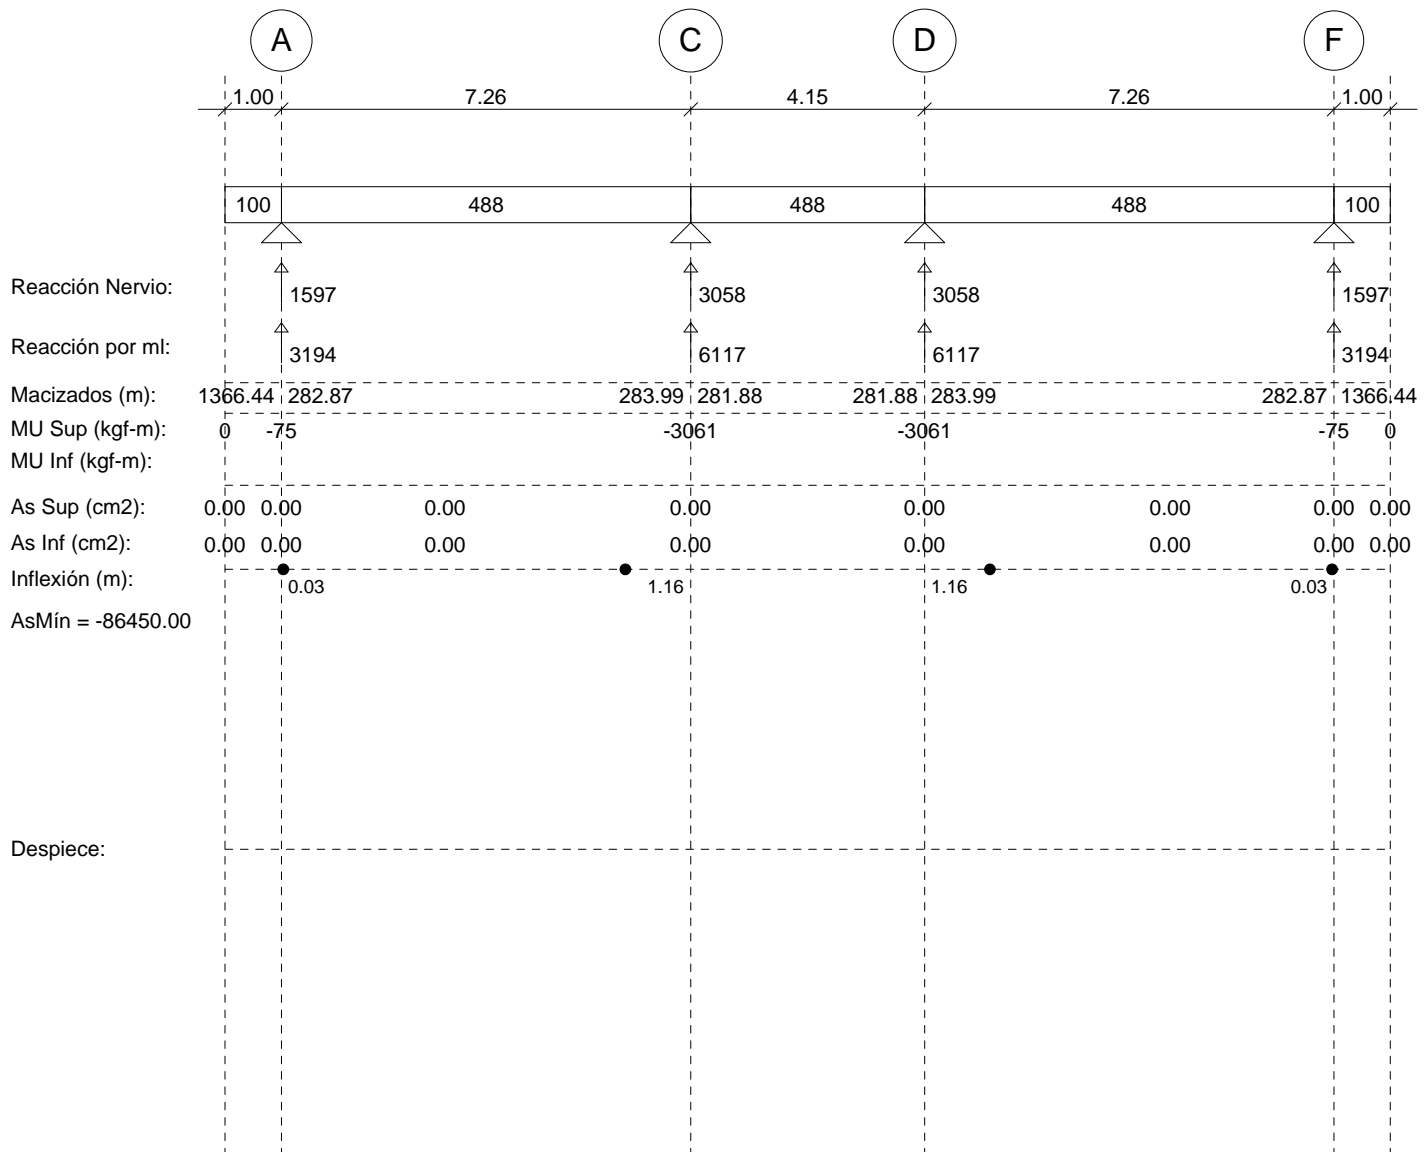 A C D F
1.00 7.26 4.15 7.26 1.00
100 488 488 488 100
Reacción Nervio: 1597 3058 3058 1597
Reacción por ml: 3194 6117 6117 3194
Macizados (m): 1366.44 282.87 283.99 281.88 281.88 283.99 282.87 1366.44
MU Sup (kgf-m): 0 -75 -3061 -3061 -75 0
MU Inf (kgf-m):
As Sup (cm2): 0.00 0.00 0.00 0.00 0.00 0.00 0.00 0.00
As Inf (cm2): 0.00 0.00 0.00 0.00 0.00 0.00 0.00 0.00
Inflexión (m): 0.03 1.16 1.16 0.03
AsMín = -86450.00
Despiece: